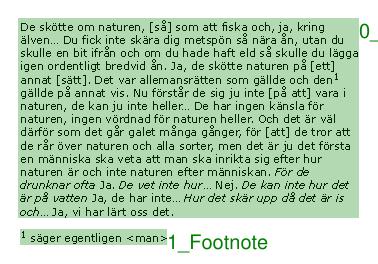 De skötte om naturen, [så] som att fiska och, ja, kring
älven... Du fick inte skära dig metspön så nära ån, utan du
skulle en bit ifrån och om du hade haft eld så skulle du lägga
igen ordentligt bredvid ån. Ja, de skötte naturen på [ett]
annat [sätt]. Det var allemansrätten som gällde och den¹
gällde på annat vis. Nu förstår de sig ju inte [på att] vara i
naturen, de kan ju inte heller... De har ingen känsla för
naturen, ingen vördnad för naturen heller. Och det är väl
därför som det går galet många gånger, för [att] de tror att
de rår över naturen och alla sorter, men det är ju det första
en människa ska veta att man ska inrikta sig efter hur
naturen är och inte naturen efter människan. För de
drunknar ofta Ja. De vet inte hur... Nej. De kan inte hur det
är på vatten Ja, de har inte... Hur det skär upp då det är is
och... Ja, vi har lärt oss det.
0_
¹ säger egentligen <man>
1_Footnote